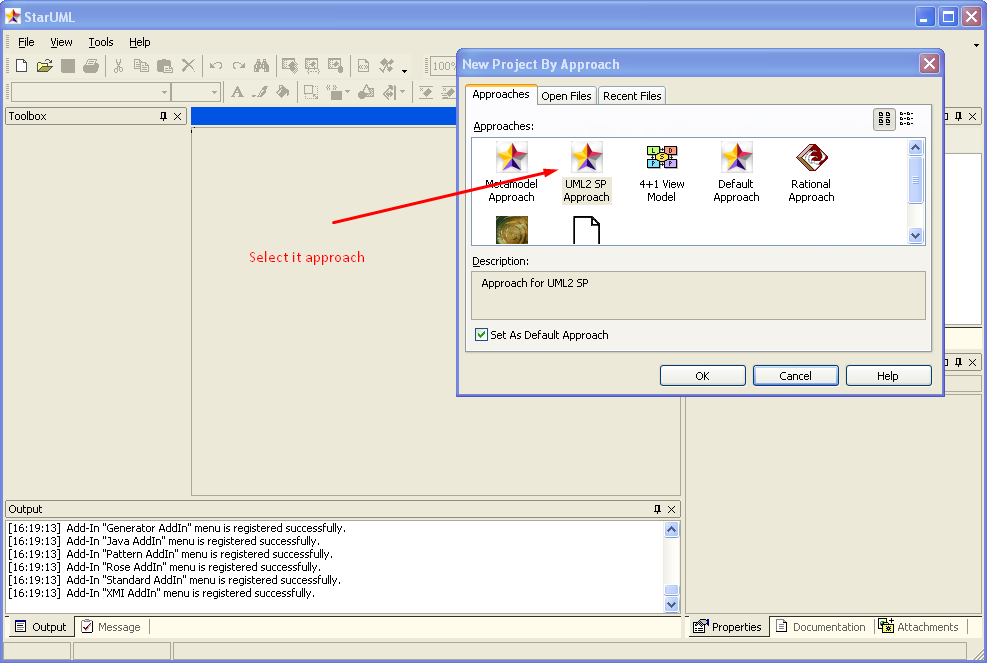 StarUML
File View Tools Help
100%
New Project By Approach
Approaches Open Files Recent Files
Toolbox
Approaches:
L D
S
P P
Metamodel Approach
UML2 SP Approach
4+1 View Model
Default Approach
Rational Approach
Select it approach
Description:
Approach for UML2 SP
Set As Default Approach
OK Cancel Help
Output
[16:19:13] Add-In "Generator AddIn" menu is registered successfully.
[16:19:13] Add-In "Java AddIn" menu is registered successfully.
[16:19:13] Add-In "Pattern AddIn" menu is registered successfully.
[16:19:13] Add-In "Rose AddIn" menu is registered successfully.
[16:19:13] Add-In "Standard AddIn" menu is registered successfully.
[16:19:13] Add-In "XMI AddIn" menu is registered successfully.
Output Message
Properties Documentation Attachments